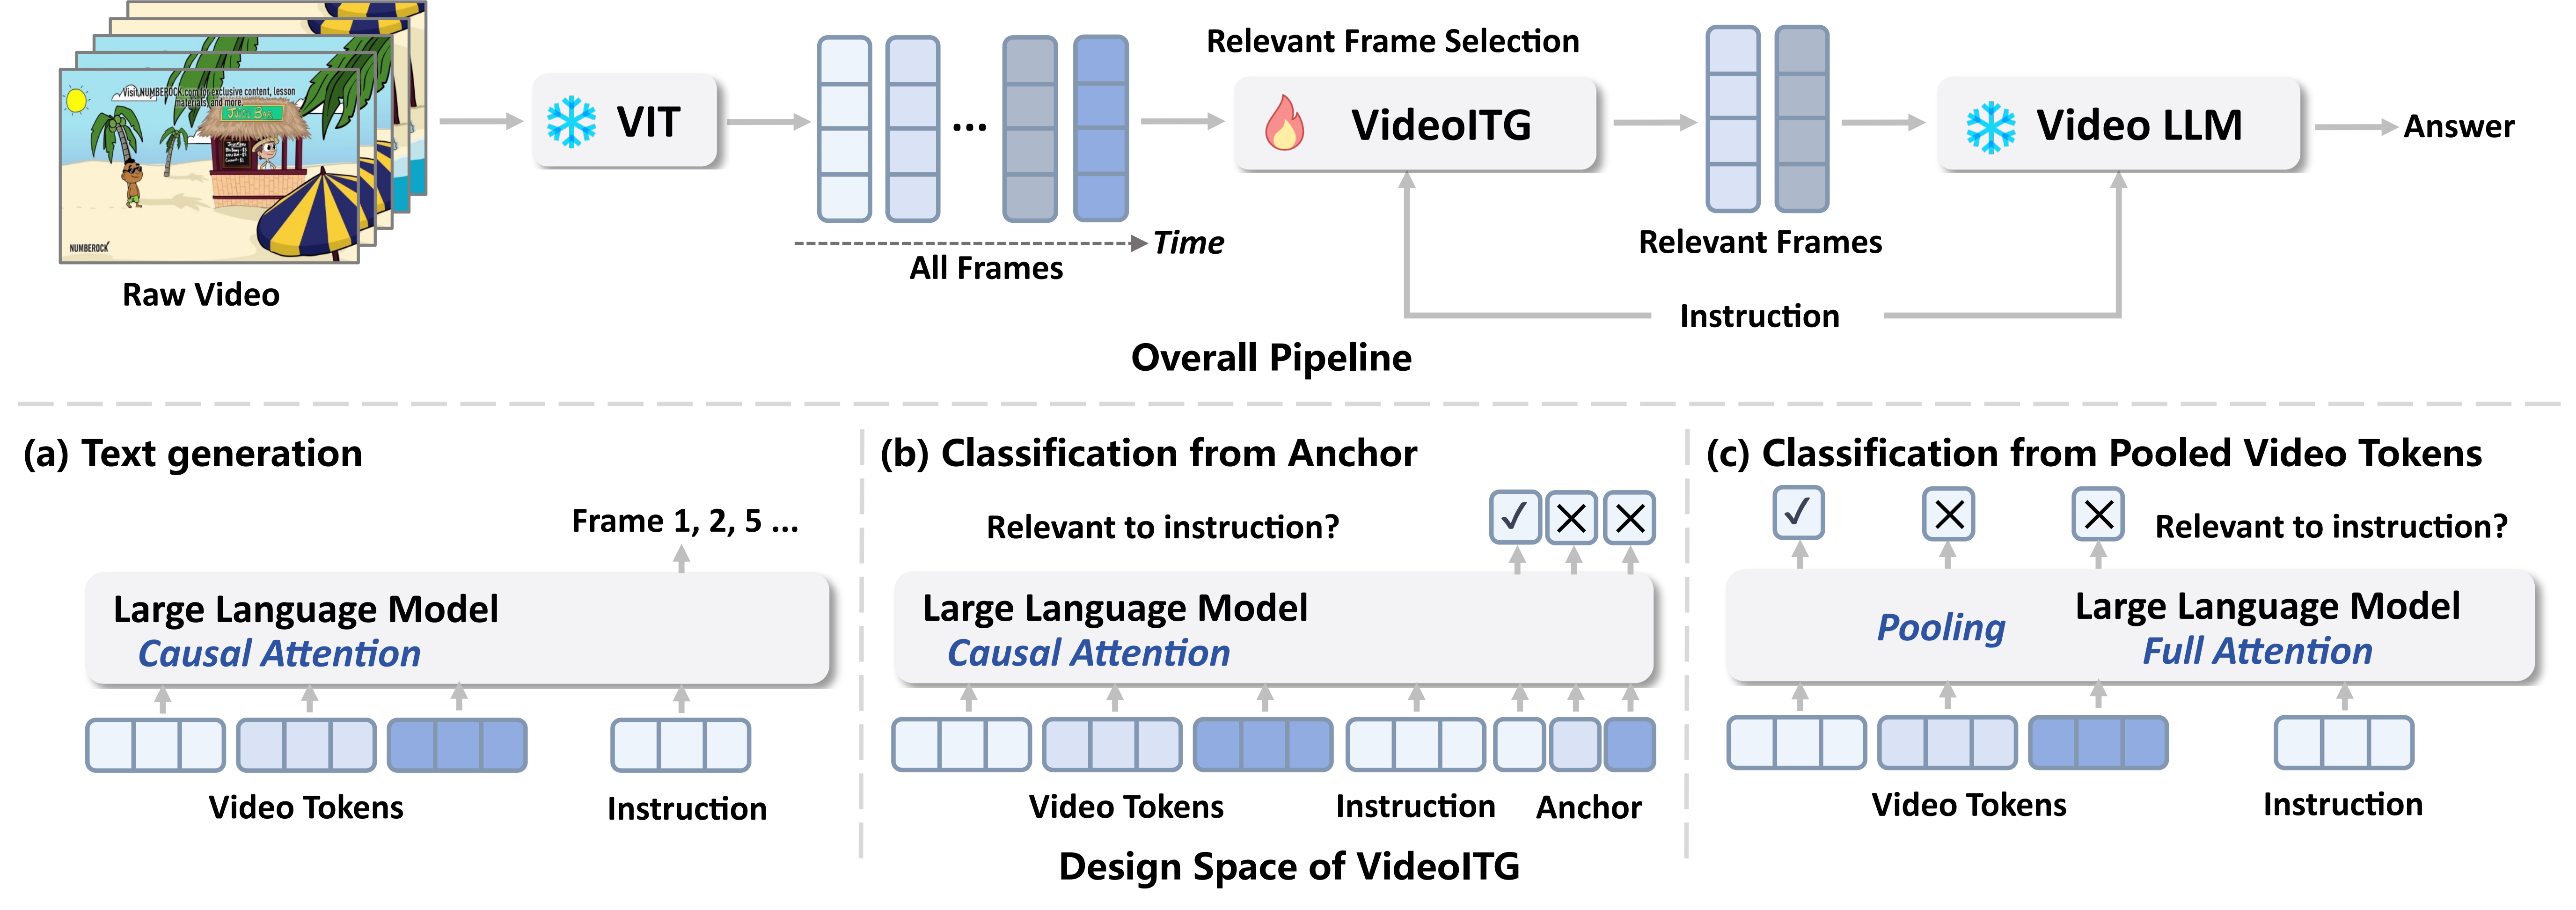 Visit NUMBEROCK.com for exclusive content, lesson
materials, and more.
JUICE BAR
NUMBEROCK
Raw Video
VIT
...
Time
All Frames
Relevant Frame Selection
VideoITG
Relevant Frames
Video LLM
Answer
Instruction
Overall Pipeline
(a) Text generation
Frame 1, 2, 5 ...
Large Language Model
Causal Attention
Video Tokens
Instruction
(b) Classification from Anchor
Relevant to instruction?
Large Language Model
Causal Attention
Video Tokens
Instruction
Anchor
(c) Classification from Pooled Video Tokens
Relevant to instruction?
Pooling
Large Language Model
Full Attention
Video Tokens
Instruction
Design Space of VideoITG